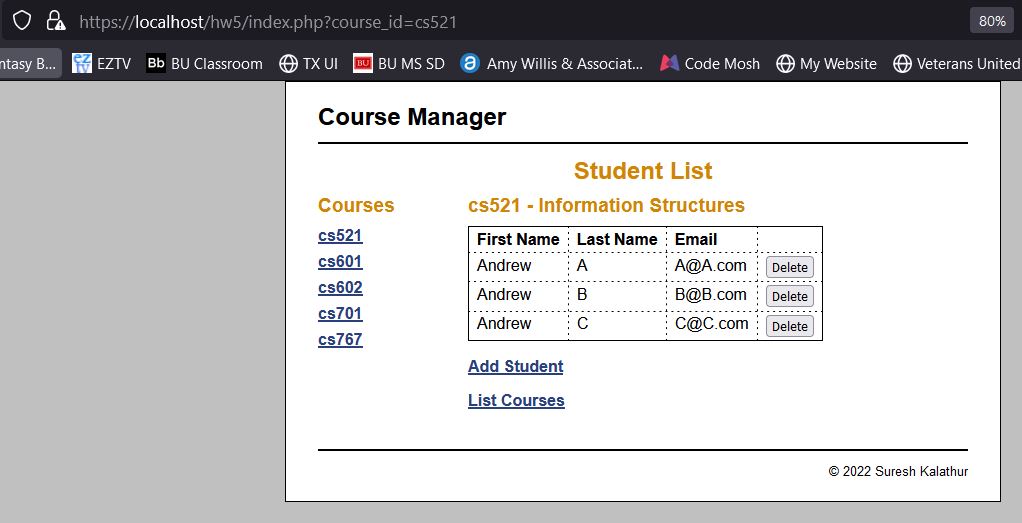 https://localhost/hw5/index.php?course_id=cs521 80%
ntasy B... EZTV Bb BU Classroom TX UI BU BU MS SD a Amy Willis & Associat... Code Mosh My Website Veterans United
Course Manager
Student List
Courses
cs521
cs601
cs602
cs701
cs767
cs521 - Information Structures
First Name Last Name Email
Andrew A A@A.com Delete
Andrew B B@B.com Delete
Andrew C C@C.com Delete
Add Student
List Courses
© 2022 Suresh Kalathur